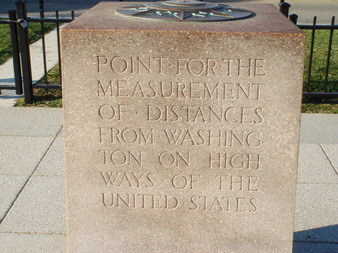 POINT·FOR·THE
MEASUREMENT
OF·DISTANCES
FROM·WASHING
TON ON HIGH
WAYS OF THE
UNITED·STATES